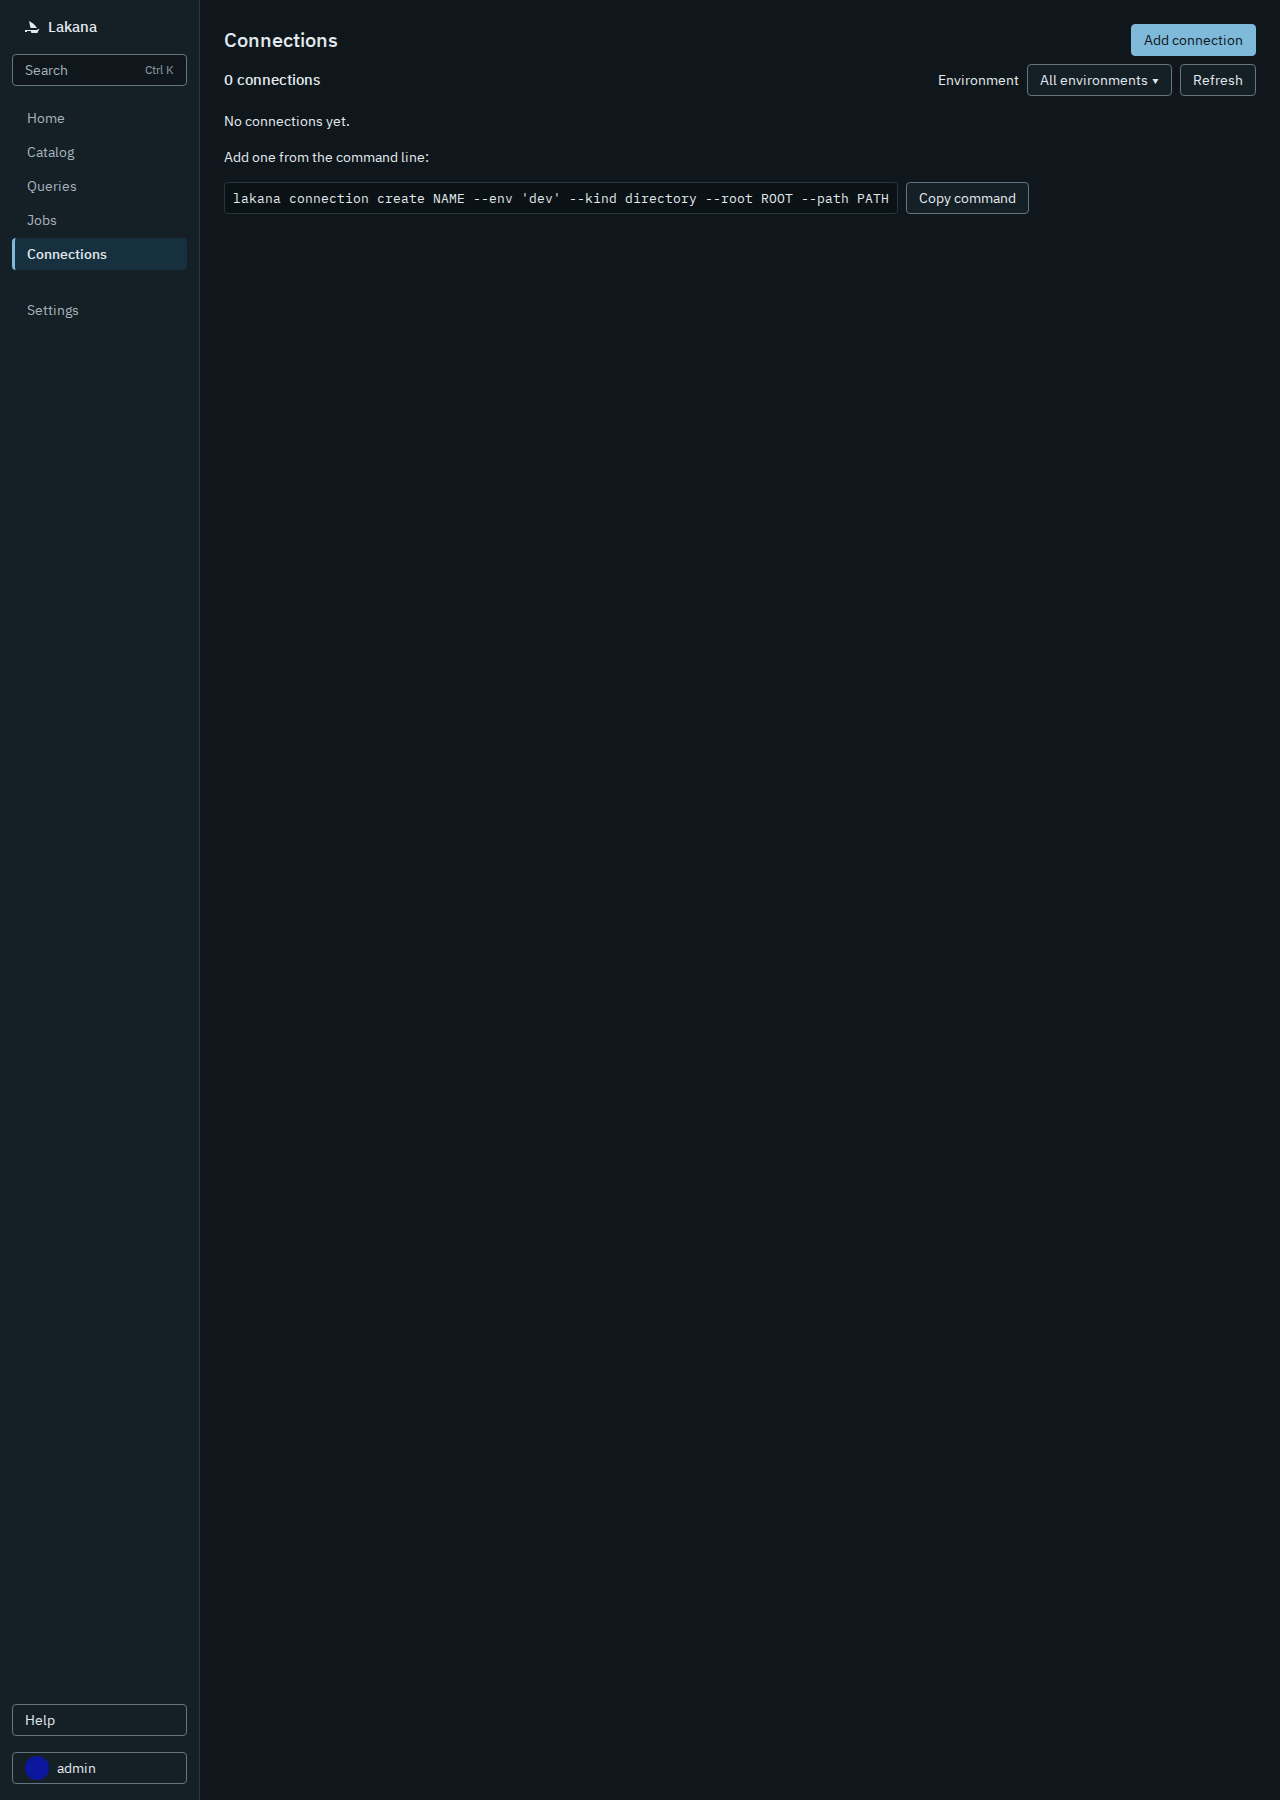 Lakana
Search Ctrl K
Home
Catalog
Queries
Jobs
Connections
Settings
Help
admin
Connections
Add connection
0 connections
Environment All environments ▾ Refresh
No connections yet.
Add one from the command line:
lakana connection create NAME --env 'dev' --kind directory --root ROOT --path PATH Copy command